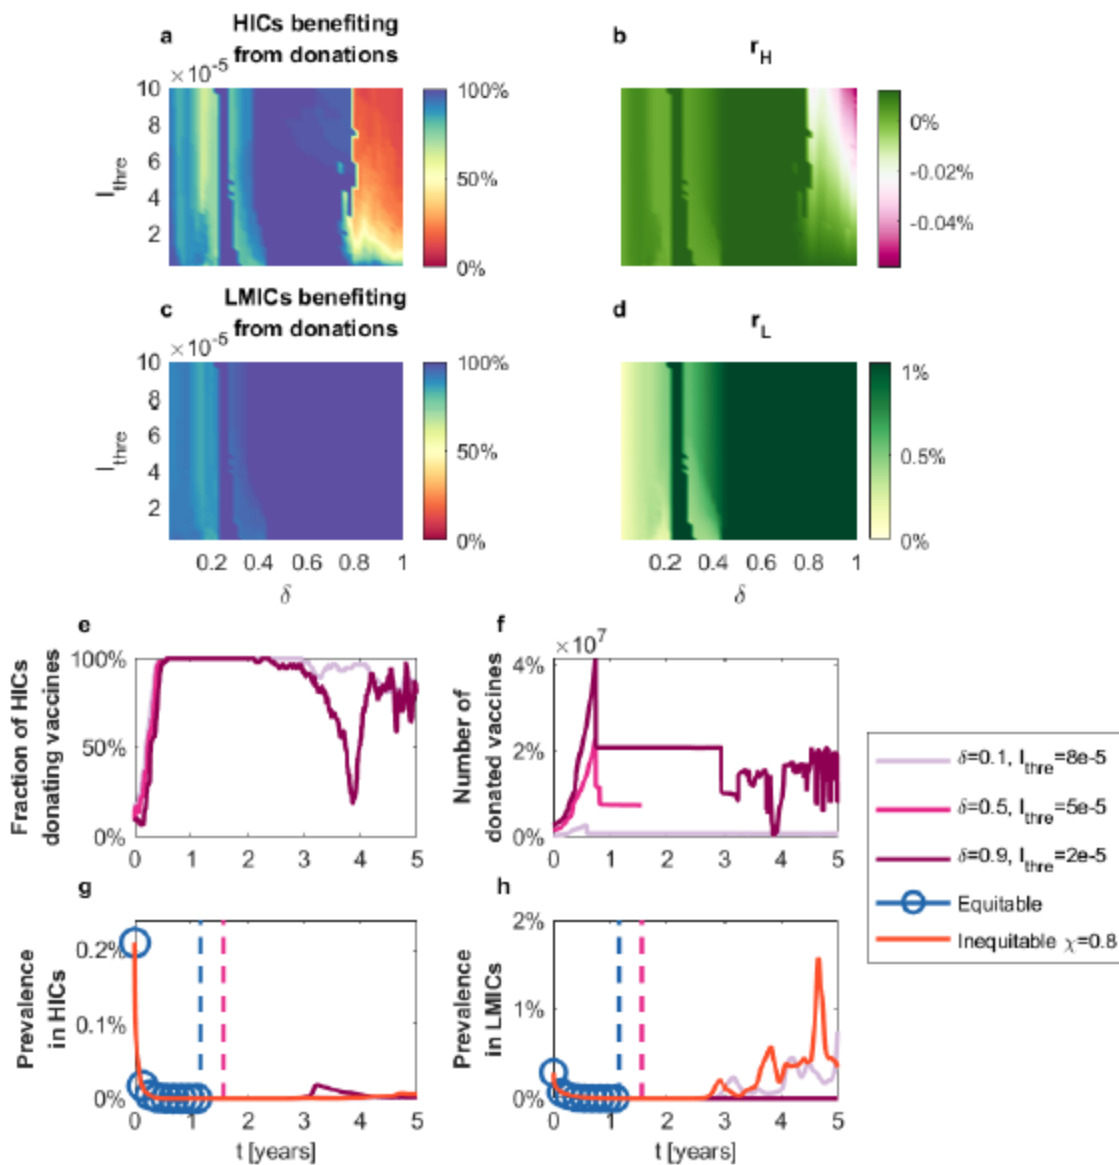 a
HICs benefiting
from donations
×10⁻⁵
10
8
6
4
2
I_thre
100%
50%
0%
b
r_H
0%
-0.02%
-0.04%
c
LMICs benefiting
from donations
×10⁻⁵
10
8
6
4
2
I_thre
0.2 0.4 0.6 0.8 1
δ
100%
50%
0%
d
r_L
0.2 0.4 0.6 0.8 1
δ
1%
0.5%
0%
e
Fraction of HICs
donating vaccines
100%
50%
0%
0 1 2 3 4 5
f
×10⁷
Number of
donated vaccines
4%
2%
0%
0 1 2 3 4 5
δ=0.1, I_thre=8e-5
δ=0.5, I_thre=5e-5
δ=0.9, I_thre=2e-5
Equitable
Inequitable χ=0.8
g
Prevalence
in HICs
0.2%
0.1%
0%
0 1 2 3 4 5
t [years]
h
Prevalence
in LMICs
2%
1%
0%
0 1 2 3 4 5
t [years]